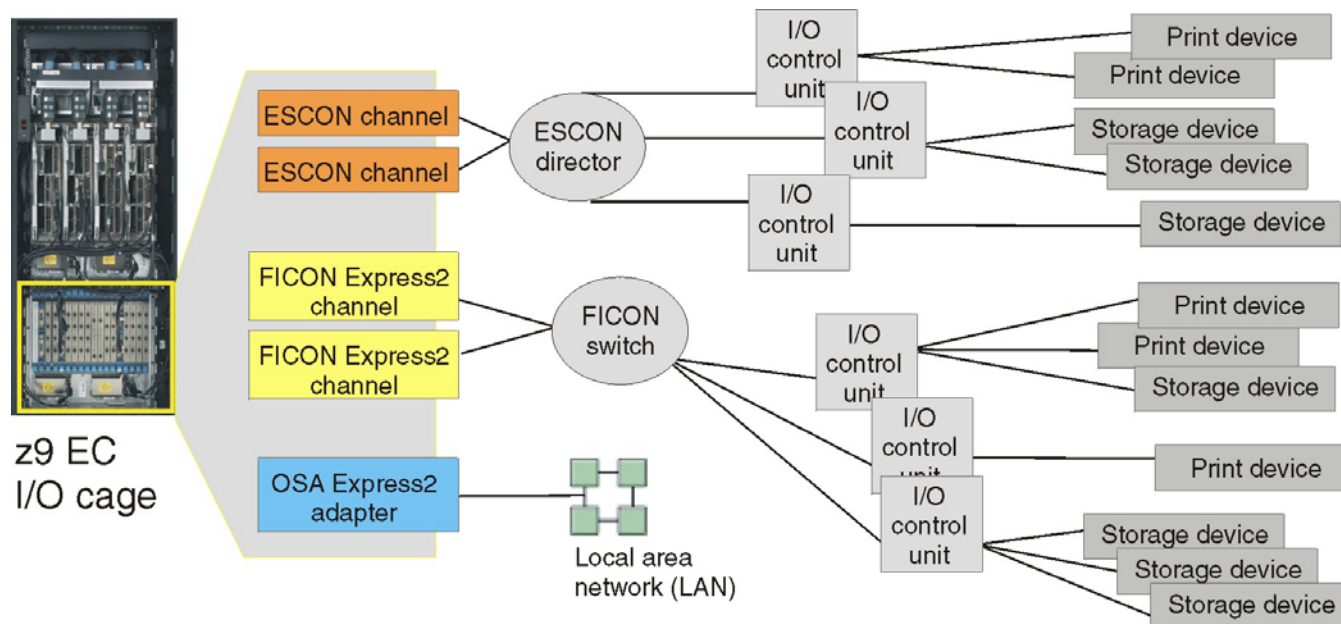 ESCON channel
ESCON channel
ESCON
director
I/O
control
unit
Print device
Print device
I/O
control
unit
Storage device
Storage device
I/O
control
unit
Storage device
FICON Express2
channel
FICON Express2
channel
FICON
switch
I/O
control
unit
Print device
Print device
Storage device
I/O
control
unit
Print device
I/O
control
unit
Storage device
Storage device
Storage device
OSA Express2
adapter
Local area
network (LAN)
z9 EC
I/O cage